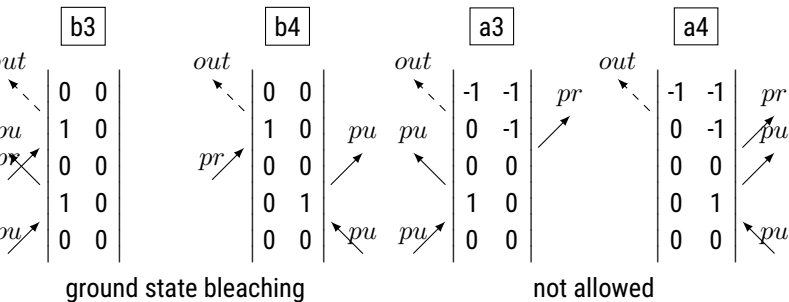 b3 b4 a3 a4
out out out out
0 0 0 0 -1 -1 pr -1 -1 pr
pu 1 0 1 0 pu pu 0 -1 0 -1 pu
pr 0 0 pr 0 0 0 0 0 0
1 0 0 1 1 0 0 1
pu 0 0 0 0 pu pu 0 0 0 0 pu
ground state bleaching not allowed